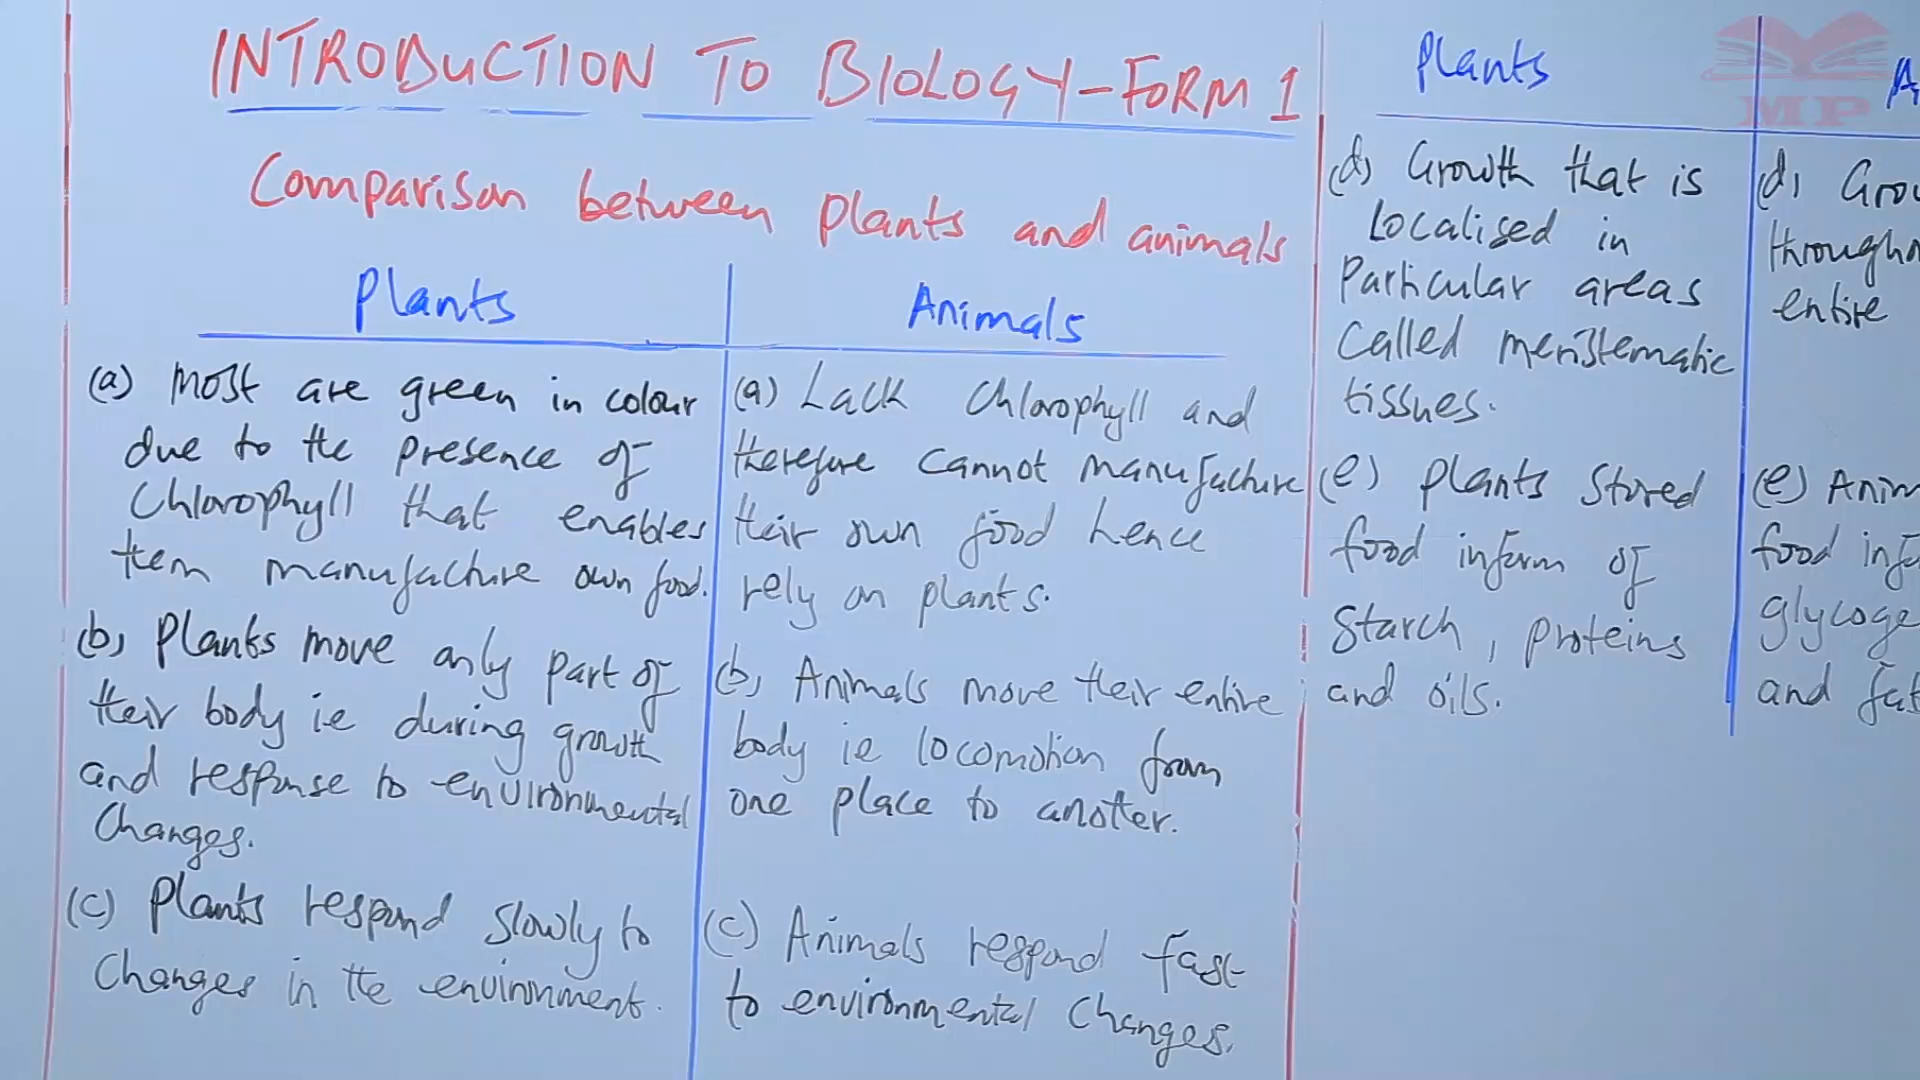 INTRODUCTION TO BIOLOGY-FORM 1
Comparison between plants and animals
Plants
Animals
(a) Most are green in colour
due to the presence of
Chlorophyll that enables
them manufacture own food.
(b) Plants move only part of
their body ie during growth
and response to environmental
Changes.
(c) Plants respond slowly to
Changes in the environment.
(a) Lack Chlorophyll and
therefore cannot manufacture
their own food hence
rely on plants.
(b) Animals move their entire
body ie locomotion from
one place to another.
(c) Animals respond fast
to environmental Changes.
Plants
(d) Growth that is
Localised in
Particular areas
Called meristematic
tissues.
(e) Plants Stored
food inform of
Starch, proteins
and oils.
(d)
entire
(e)
food
and
MP